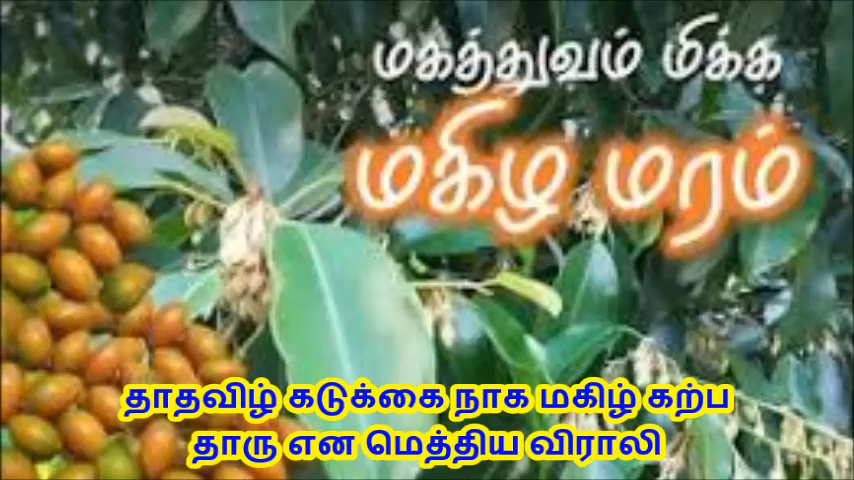 மகத்துவம் மிக்க
மகிழ மரம்
தாதவிழ் கடுக்கை நாக மகிழ் கற்ப
தாரு என மெத்திய விராலி